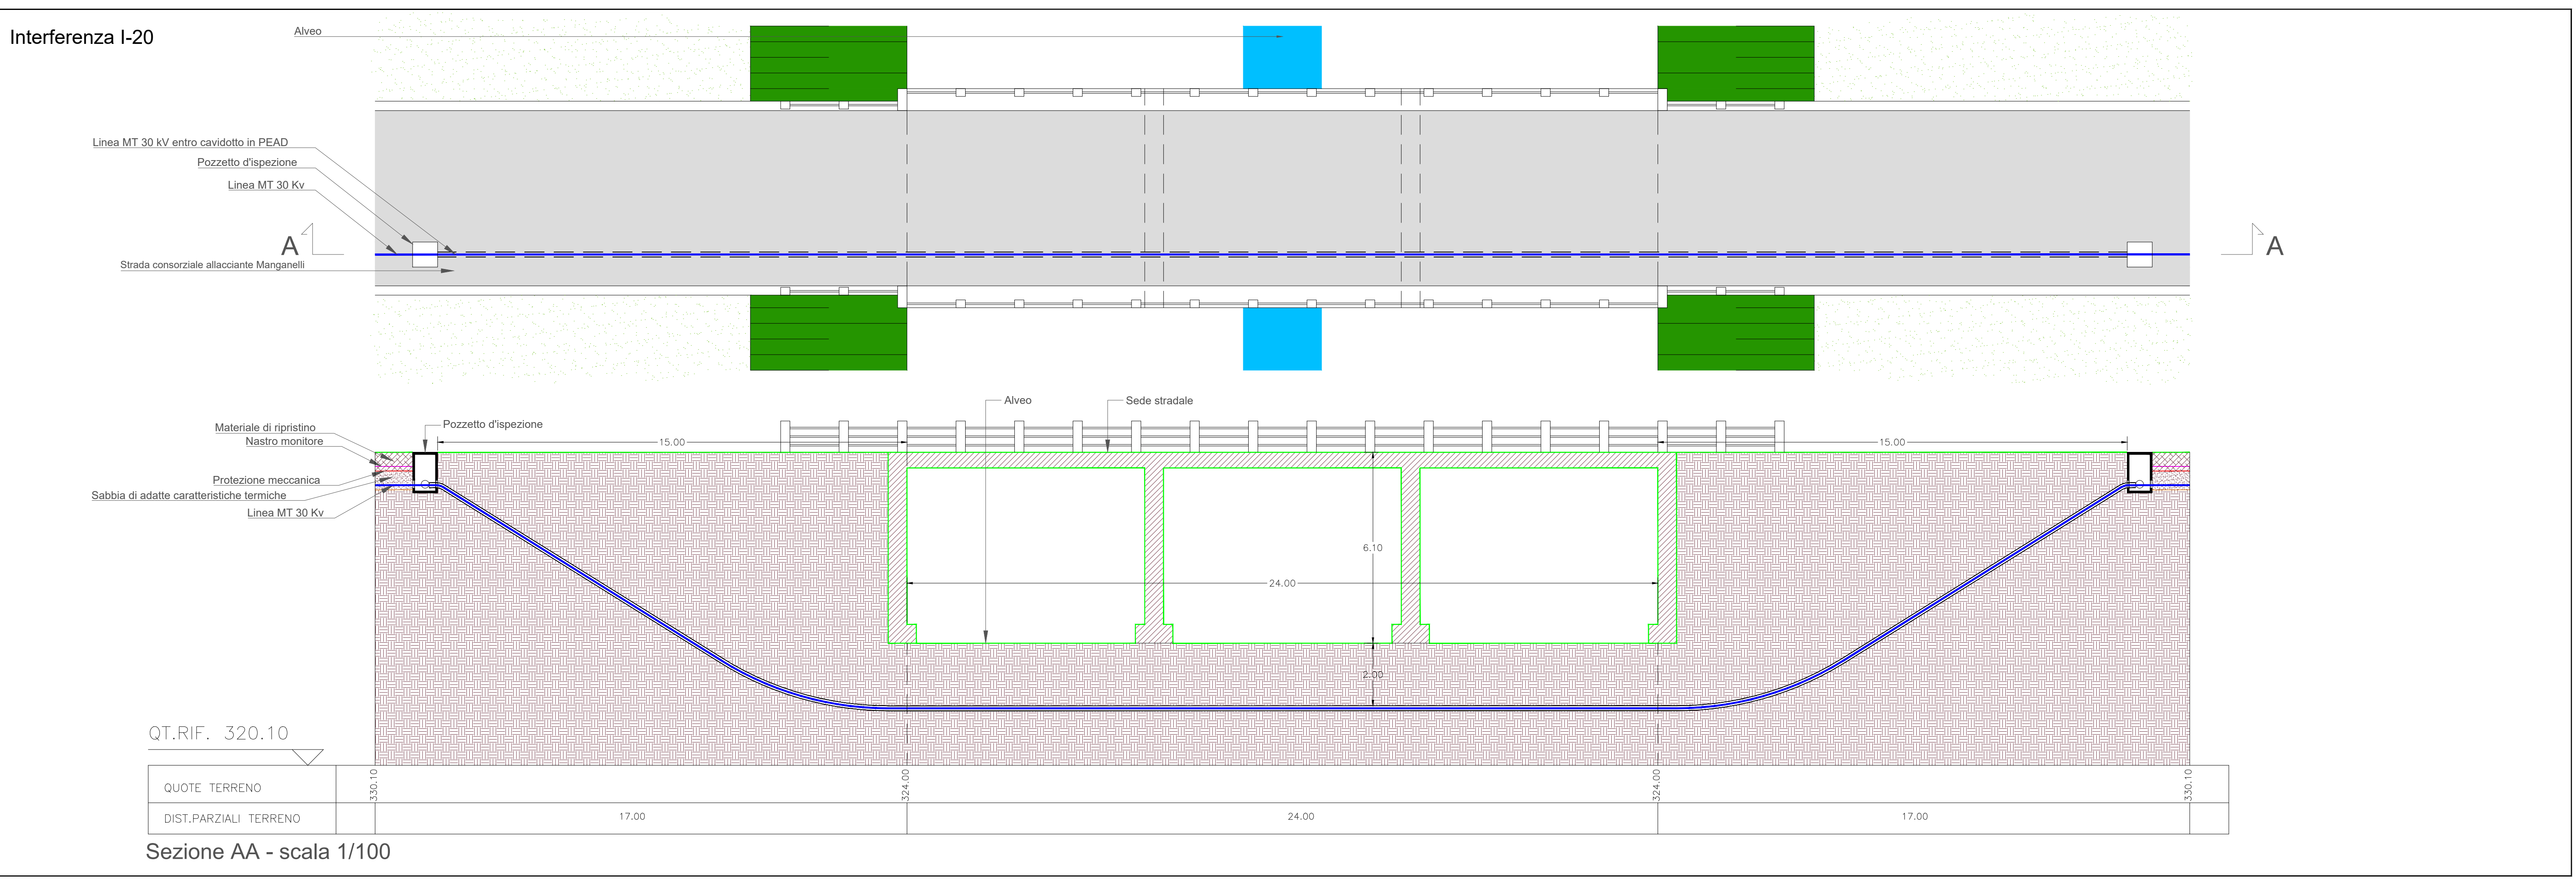 Interferenza I-20
Alveo
Linea MT 30 kV entro cavidotto in PEAD
Pozzetto d'ispezione
Linea MT 30 Kv
A
A
Strada consorziale allacciante Manganelli
Alveo
Sede stradale
Materiale di ripristino
Nastro monitore
Pozzetto d'ispezione
15.00
15.00
Protezione meccanica
Sabbia di adatte caratteristiche termiche
Linea MT 30 Kv
6.10
24.00
2.00
QT.RIF. 320.10
QUOTE TERRENO
330.10
324.00
324.00
330.10
DIST.PARZIALI TERRENO
17.00
24.00
17.00
Sezione AA - scala 1/100